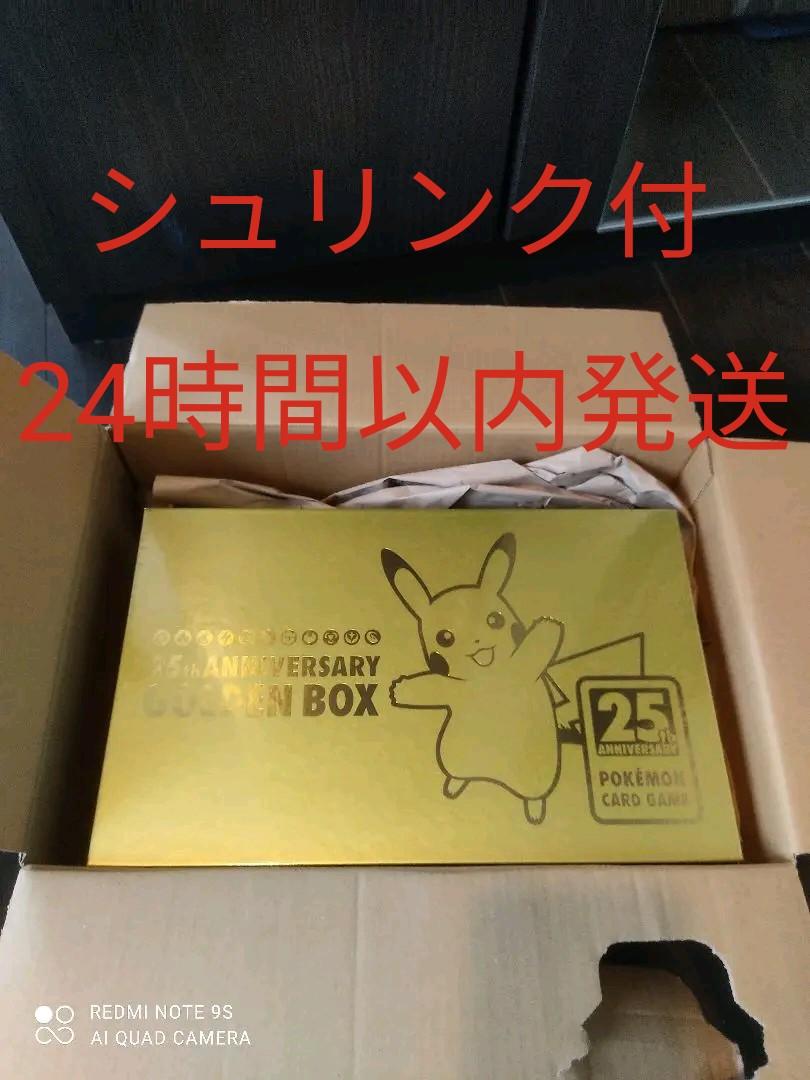 シュリンク付
24時間以内発送
25th ANNIVERSARY
GOLDEN BOX
25th
ANNIVERSARY
POKÉMON
CARD GAME
REDMI NOTE 9S
AI QUAD CAMERA